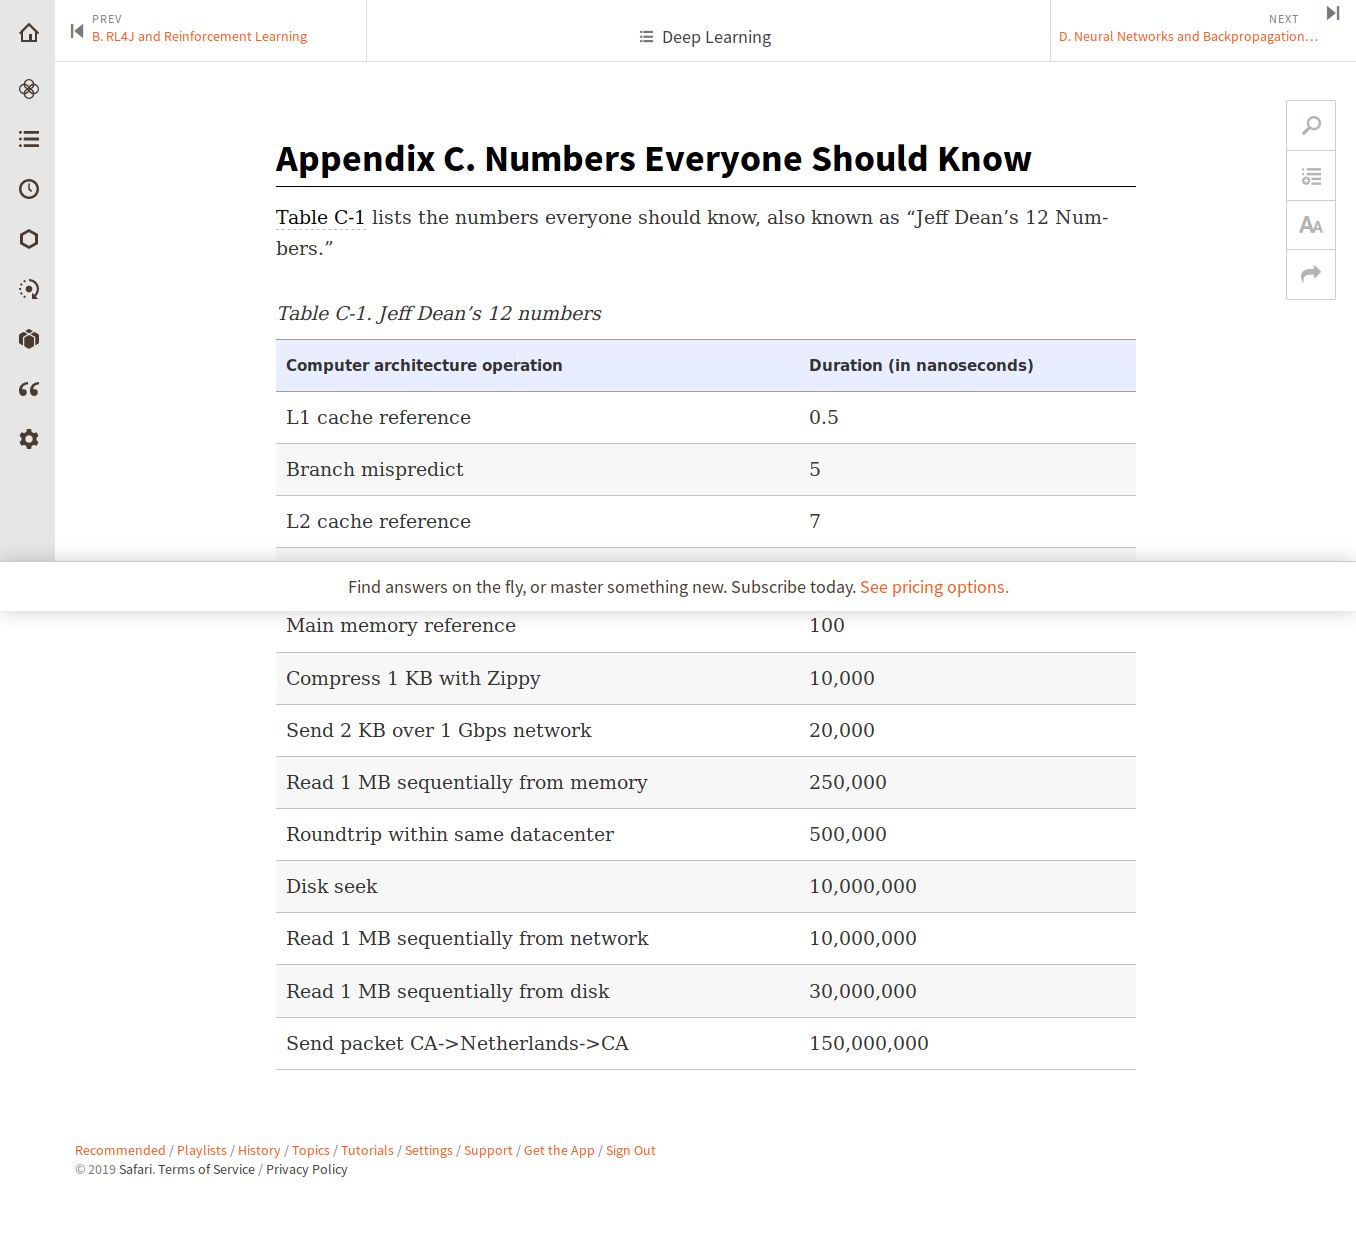 PREV
B. RL4J and Reinforcement Learning
Deep Learning
NEXT
D. Neural Networks and Backpropagation…
Appendix C. Numbers Everyone Should Know
Table C-1 lists the numbers everyone should know, also known as “Jeff Dean’s 12 Num-
bers.”
Table C-1. Jeff Dean’s 12 numbers
Computer architecture operation Duration (in nanoseconds)
L1 cache reference 0.5
Branch mispredict 5
L2 cache reference 7
Find answers on the fly, or master something new. Subscribe today. See pricing options.
Main memory reference 100
Compress 1 KB with Zippy 10,000
Send 2 KB over 1 Gbps network 20,000
Read 1 MB sequentially from memory 250,000
Roundtrip within same datacenter 500,000
Disk seek 10,000,000
Read 1 MB sequentially from network 10,000,000
Read 1 MB sequentially from disk 30,000,000
Send packet CA->Netherlands->CA 150,000,000
Recommended / Playlists / History / Topics / Tutorials / Settings / Support / Get the App / Sign Out
© 2019 Safari. Terms of Service / Privacy Policy